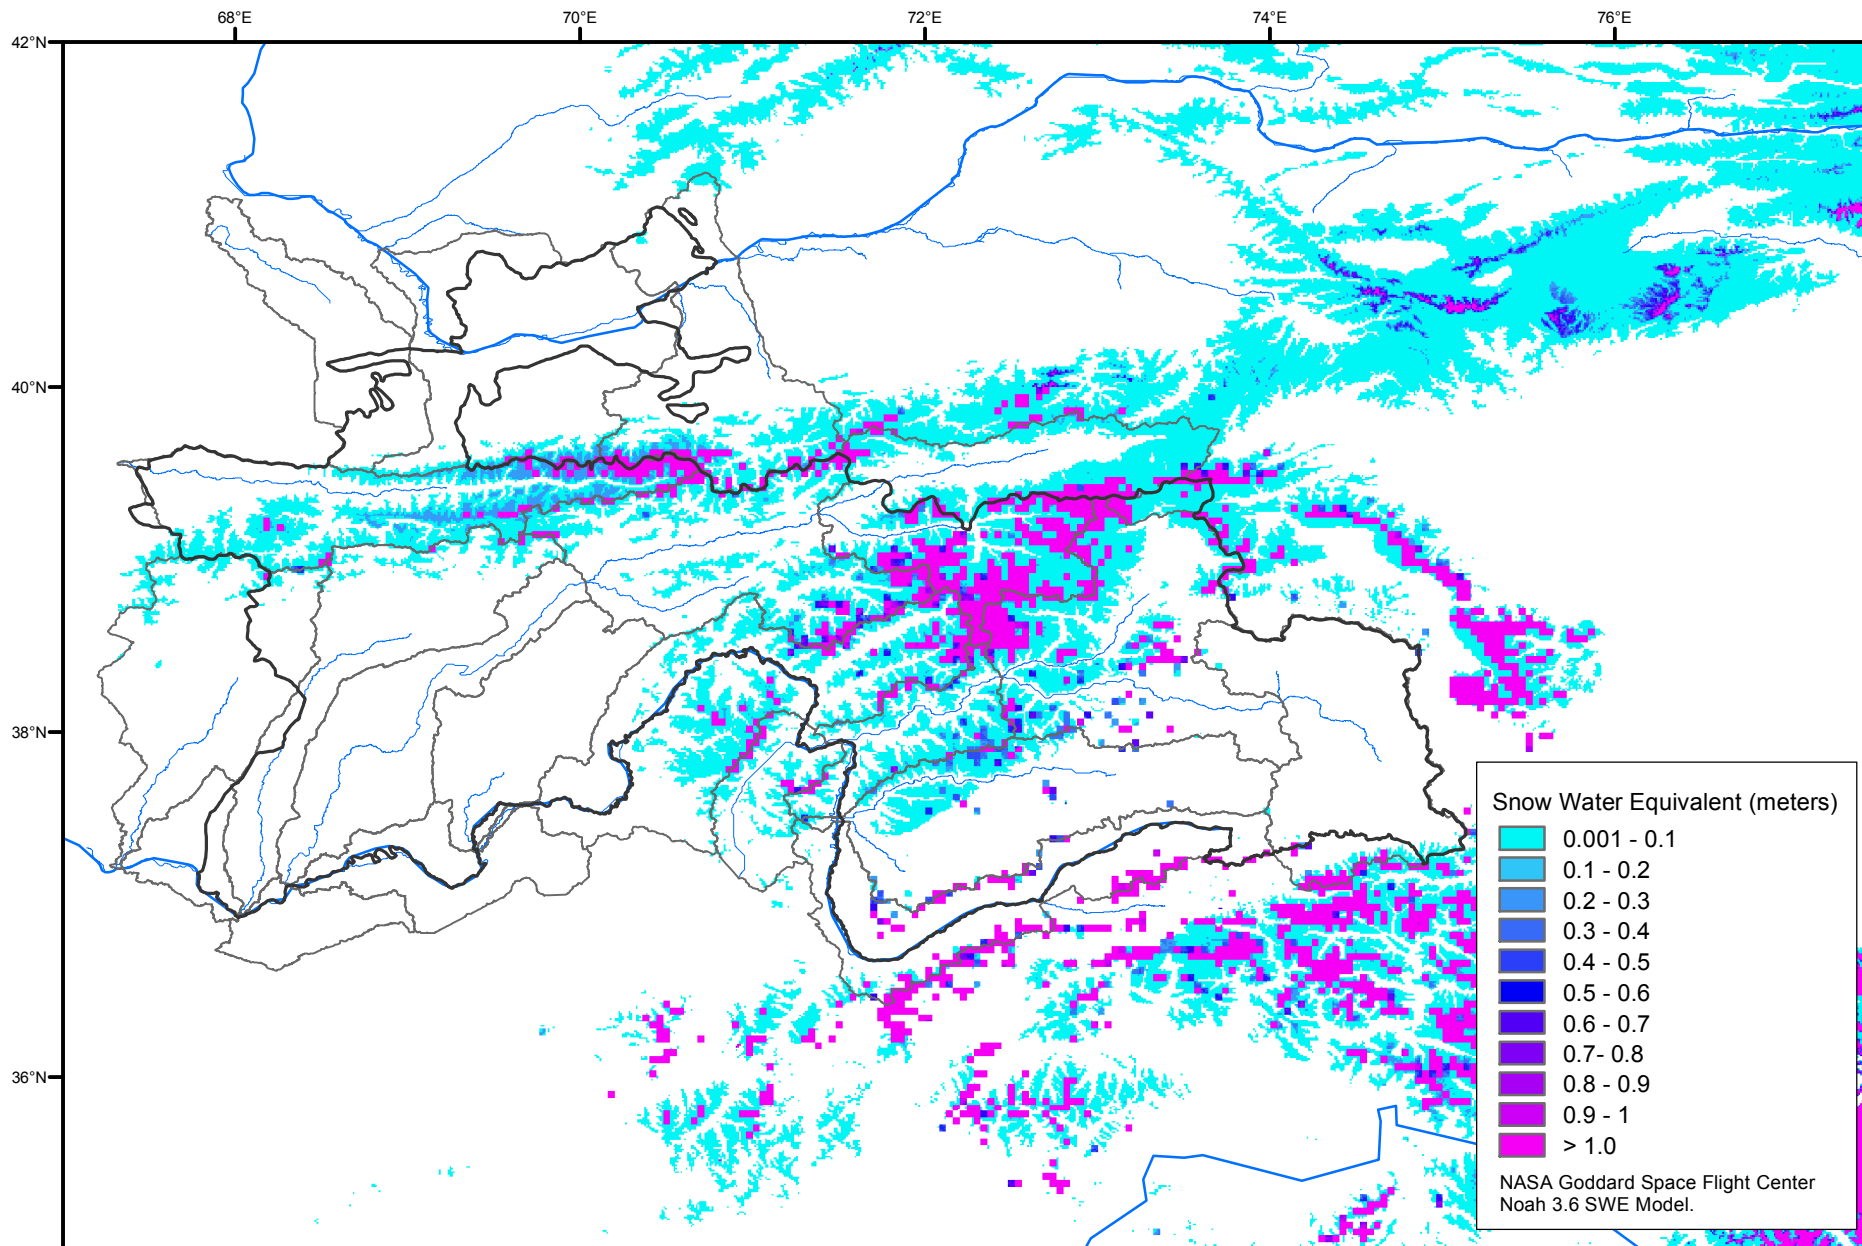 68°E
70°E
72°E
74°E
76°E
42°N
40°N
38°N
36°N
Snow Water Equivalent (meters)
0.001 - 0.1
0.1 - 0.2
0.2 - 0.3
0.3 - 0.4
0.4 - 0.5
0.5 - 0.6
0.6 - 0.7
0.7- 0.8
0.8 - 0.9
0.9 - 1
> 1.0
NASA Goddard Space Flight Center
Noah 3.6 SWE Model.